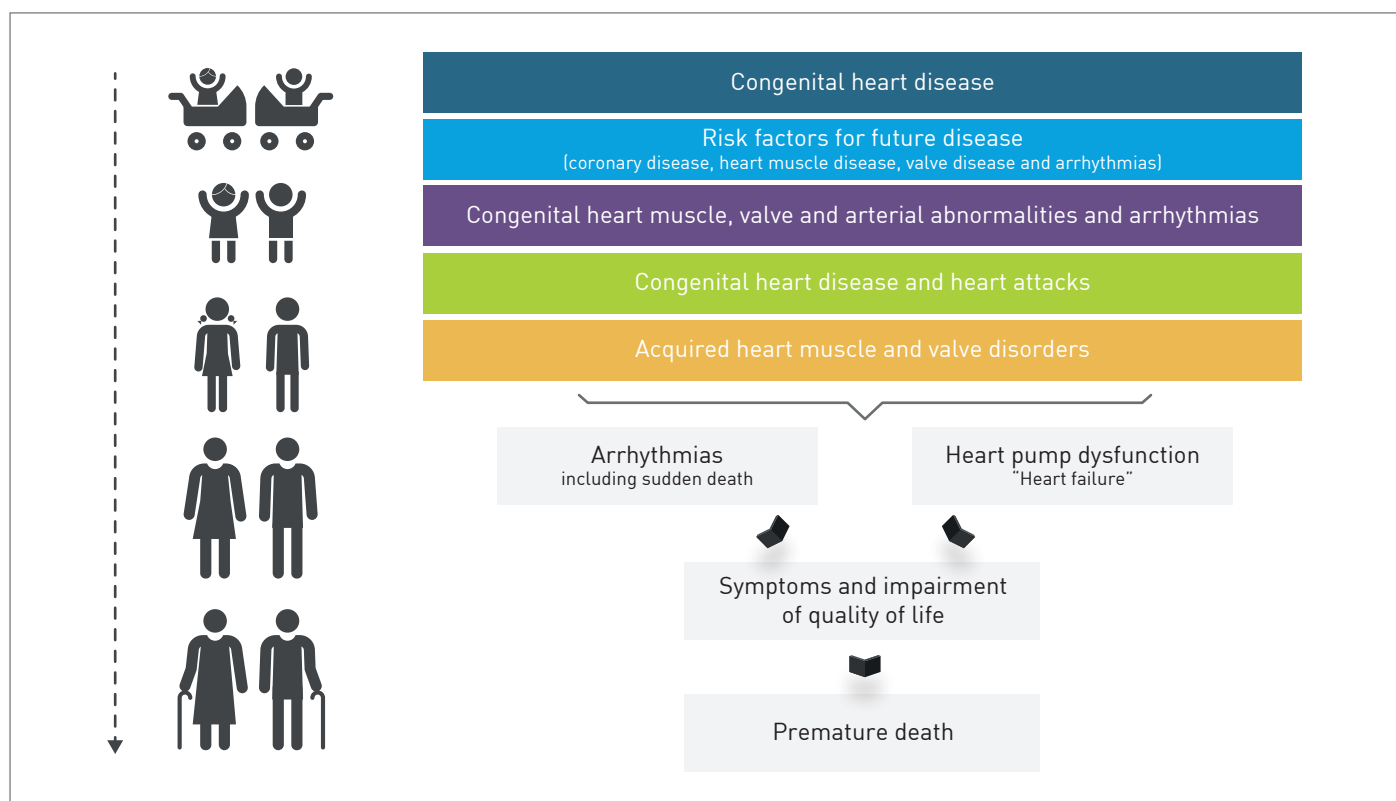 Congenital heart disease
Risk factors for future disease
(coronary disease, heart muscle disease, valve disease and arrhythmias)
Congenital heart muscle, valve and arterial abnormalities and arrhythmias
Congenital heart disease and heart attacks
Acquired heart muscle and valve disorders
Arrhythmias
including sudden death
Heart pump dysfunction
“Heart failure”
Symptoms and impairment
of quality of life
Premature death